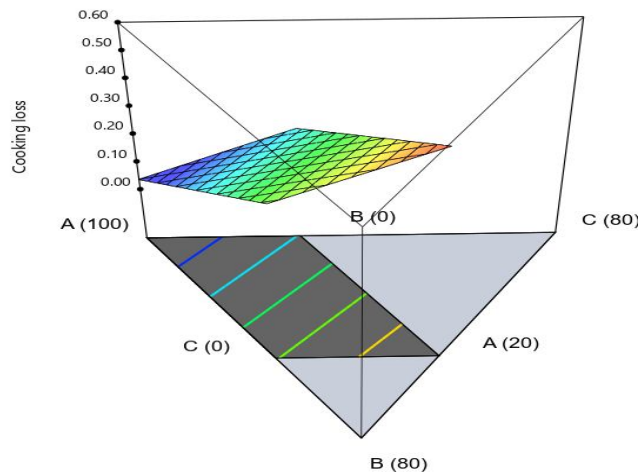 0.60
0.50
0.40
0.30
0.20
0.10
0.00
Cooking loss
A (100)
B (0)
C (80)
C (0)
A (20)
B (80)